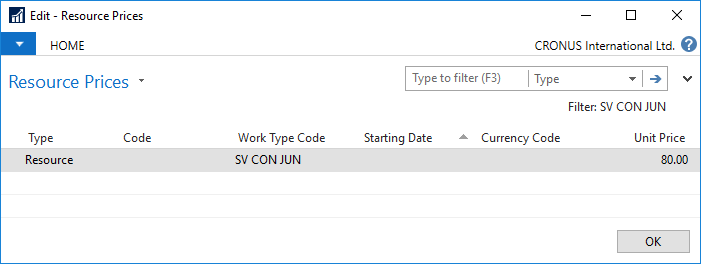 Edit - Resource Prices
HOME CRONUS International Ltd. ?
Resource Prices Type to filter (F3) Type
Filter: SV CON JUN
Type Code Work Type Code Starting Date Currency Code Unit Price
Resource SV CON JUN 80.00
OK